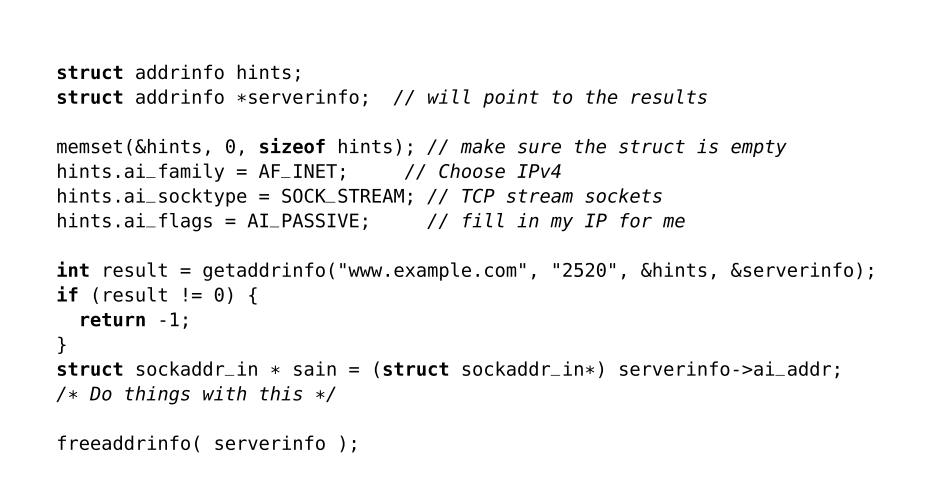 struct addrinfo hints;
struct addrinfo *serverinfo;  // will point to the results

memset(&hints, 0, sizeof hints); // make sure the struct is empty
hints.ai_family = AF_INET;     // Choose IPv4
hints.ai_socktype = SOCK_STREAM; // TCP stream sockets
hints.ai_flags = AI_PASSIVE;     // fill in my IP for me

int result = getaddrinfo("www.example.com", "2520", &hints, &serverinfo);
if (result != 0) {
  return -1;
}
struct sockaddr_in * sain = (struct sockaddr_in*) serverinfo->ai_addr;
/* Do things with this */

freeaddrinfo( serverinfo );